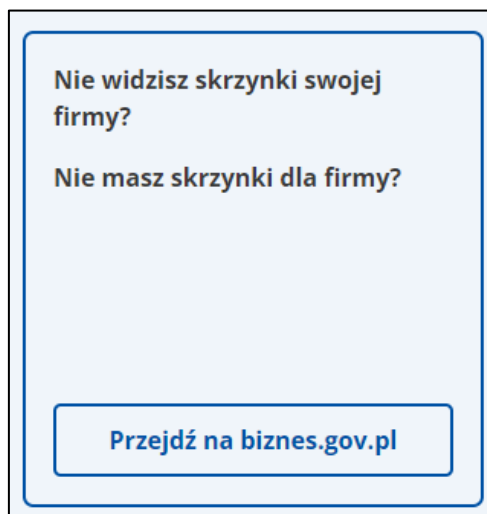 Nie widzisz skrzynki swojej
firmy?
Nie masz skrzynki dla firmy?
Przejdź na biznes.gov.pl